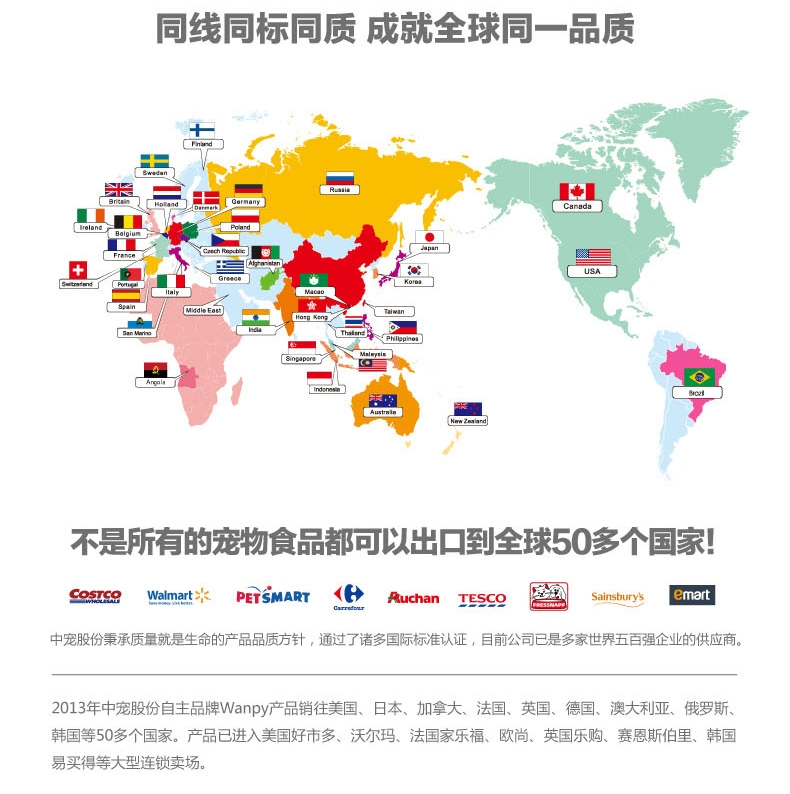 同线同标同质 成就全球同一品质
Finland
Sweden
Russia
Britain
Holland
Denmark
Germany
Canada
Ireland
Belgium
Poland
France
Czech Republic
Japan
Afghanistan
USA
Switzerland
Portugal
Greece
Korea
Italy
Macao
Spain
Middle East
Hong Kong
Taiwan
San Marino
India
Thailand
Philippines
Singapore
Malaysia
Angola
Indonesia
Brazil
Australia
New Zealand
不是所有的宠物食品都可以出口到全球50多个国家!
COSTCO
WHOLESALE
Walmart
Save money. Live better.
PETSMART
Carrefour
Auchan
TESCO
FRESSNAPF
Sainsbury's
emart
中宠股份秉承质量就是生命的产品品质方针，通过了诸多国际标准认证，目前公司已是多家世界五百强企业的供应商。
2013年中宠股份自主品牌Wanpy产品销往美国、日本、加拿大、法国、英国、德国、澳大利亚、俄罗斯、
韩国等50多个国家。产品已进入美国好市多、沃尔玛、法国家乐福、欧尚、英国乐购、赛恩斯伯里、韩国
易买得等大型连锁卖场。